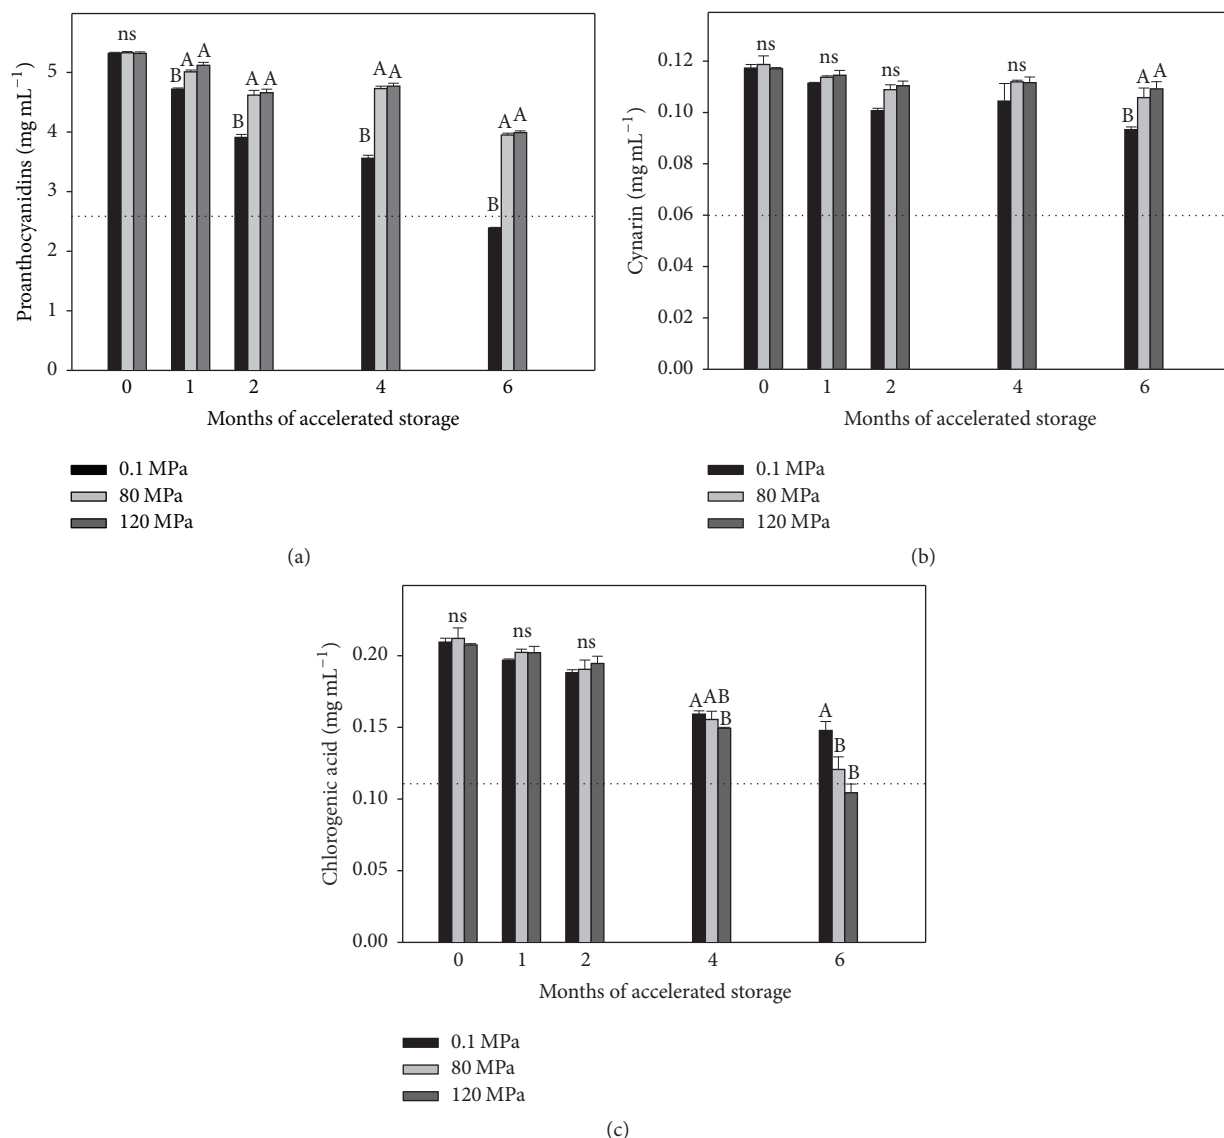 Proanthocyanidins (mg mL⁻¹)
5
4
3
2
1
0
ns
B A A
B A A
B A A
B A A
0 1 2 4 6
Months of accelerated storage
0.1 MPa
80 MPa
120 MPa
(a)
Cynarin (mg mL⁻¹)
0.12
0.10
0.08
0.06
0.04
0.02
0.00
ns
ns
ns
ns
B A A
0 1 2 4 6
Months of accelerated storage
0.1 MPa
80 MPa
120 MPa
(b)
Chlorogenic acid (mg mL⁻¹)
0.20
0.15
0.10
0.05
0.00
ns
ns
ns
A AB B
A B B
0 1 2 4 6
Months of accelerated storage
0.1 MPa
80 MPa
120 MPa
(c)